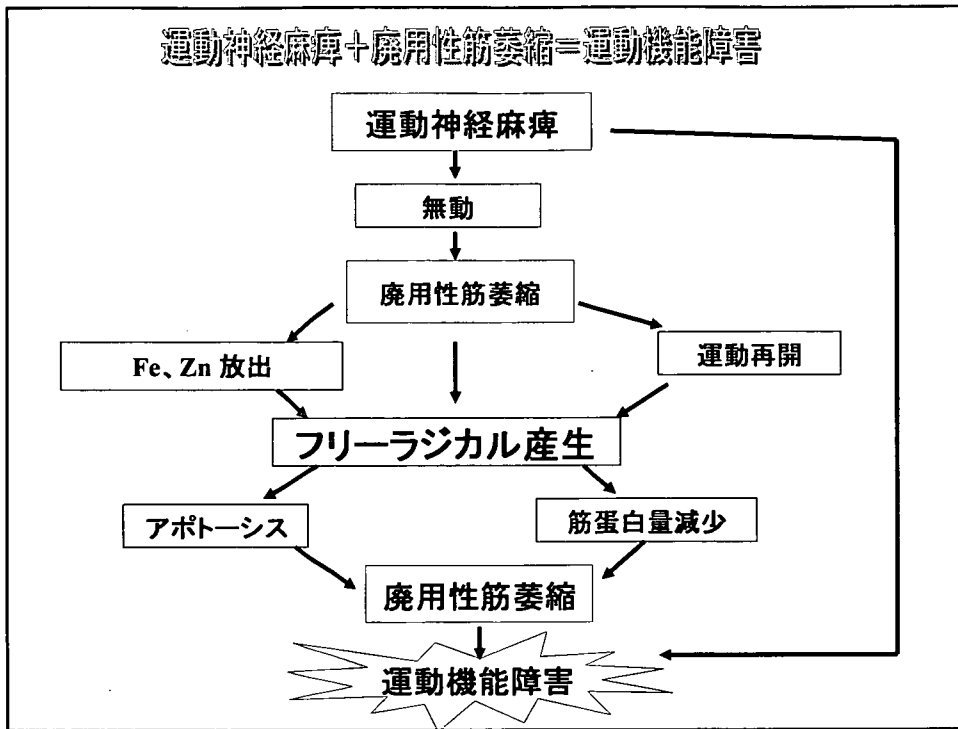 運動神経麻痺＋廃用性筋萎縮＝運動機能障害
運動神経麻痺
無動
廃用性筋萎縮
Fe、Zn 放出
運動再開
フリーラジカル産生
アポトーシス
筋蛋白量減少
廃用性筋萎縮
運動機能障害